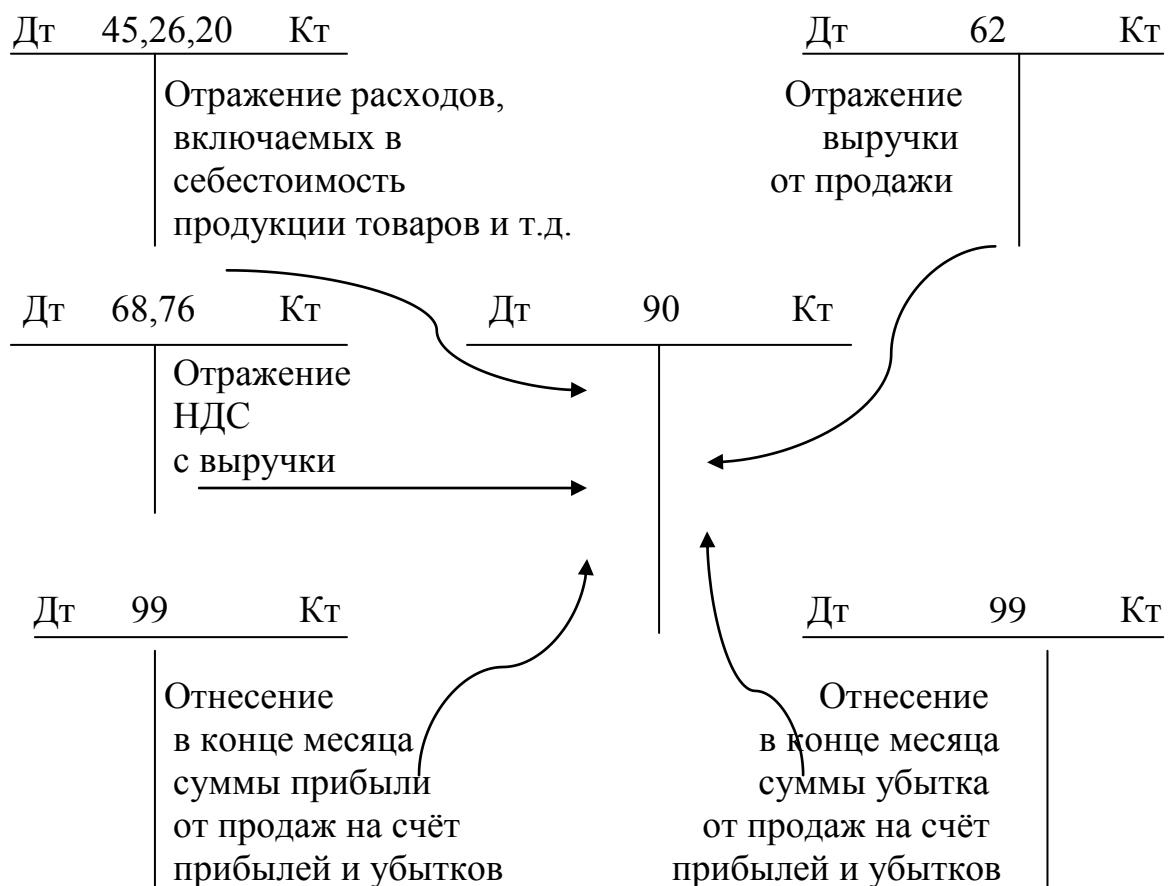 Дт 45,26,20 Кт
Отражение расходов,
включаемых в
себестоимость
продукции товаров и т.д.
Дт 62 Кт
Отражение
выручки
от продажи
Дт 68,76 Кт
Отражение
НДС
с выручки
Дт 90 Кт
Дт 99 Кт
Отнесение
в конце месяца
суммы прибыли
от продаж на счёт
прибылей и убытков
Дт 99 Кт
Отнесение
в конце месяца
суммы убытка
от продаж на счёт
прибылей и убытков